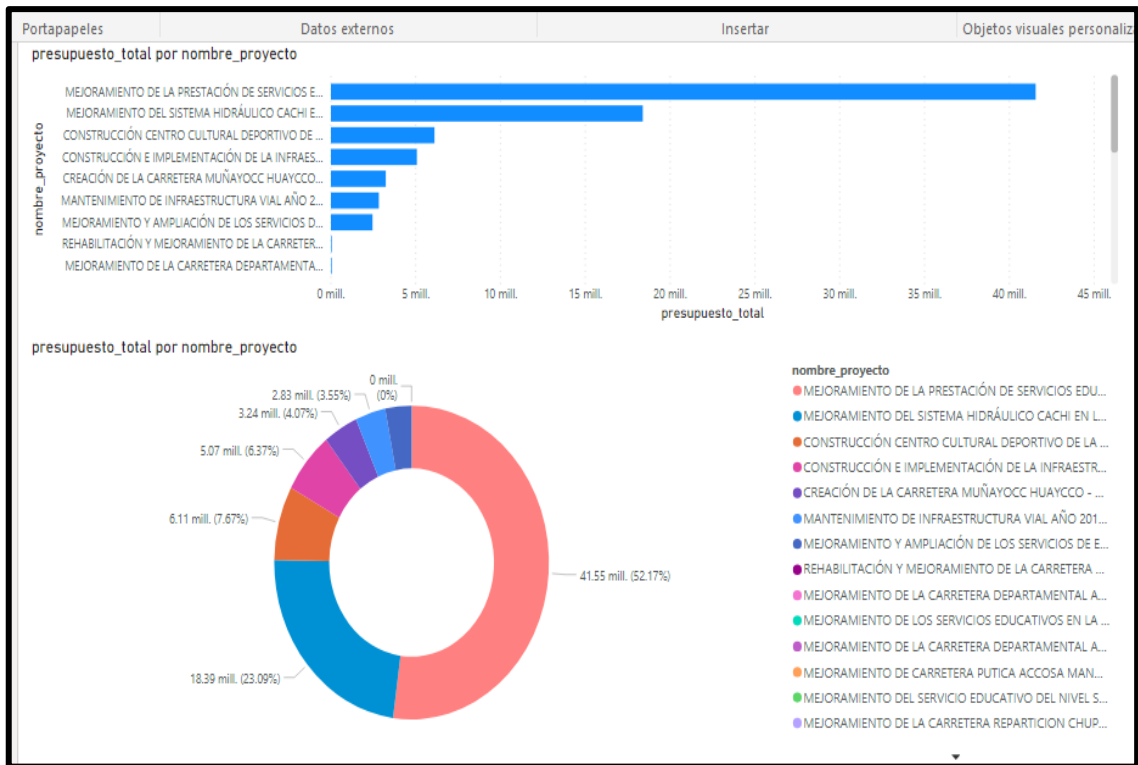 Portapapeles
Datos externos
Insertar
Objetos visuales personaliz
presupuesto_total por nombre_proyecto
nombre_proyecto
MEJORAMIENTO DE LA PRESTACIÓN DE SERVICIOS E...
MEJORAMIENTO DEL SISTEMA HIDRÁULICO CACHI E...
CONSTRUCCIÓN CENTRO CULTURAL DEPORTIVO DE ...
CONSTRUCCIÓN E IMPLEMENTACIÓN DE LA INFRAES...
CREACIÓN DE LA CARRETERA MUÑAYOCC HUAYCCO...
MANTENIMIENTO DE INFRAESTRUCTURA VIAL AÑO 2...
MEJORAMIENTO Y AMPLIACIÓN DE LOS SERVICIOS D...
REHABILITACIÓN Y MEJORAMIENTO DE LA CARRETER...
MEJORAMIENTO DE LA CARRETERA DEPARTAMENTA...
0 mill. 5 mill. 10 mill. 15 mill. 20 mill. 25 mill. 30 mill. 35 mill. 40 mill. 45 mill.
presupuesto_total
presupuesto_total por nombre_proyecto
0 mill.
(0%)
2.83 mill. (3.55%)
3.24 mill. (4.07%)
5.07 mill. (6.37%)
6.11 mill. (7.67%)
18.39 mill. (23.09%)
41.55 mill. (52.17%)
nombre_proyecto
MEJORAMIENTO DE LA PRESTACIÓN DE SERVICIOS EDU...
MEJORAMIENTO DEL SISTEMA HIDRÁULICO CACHI EN L...
CONSTRUCCIÓN CENTRO CULTURAL DEPORTIVO DE LA ...
CONSTRUCCIÓN E IMPLEMENTACIÓN DE LA INFRAESTR...
CREACIÓN DE LA CARRETERA MUÑAYOCC HUAYCCO - ...
MANTENIMIENTO DE INFRAESTRUCTURA VIAL AÑO 201...
MEJORAMIENTO Y AMPLIACIÓN DE LOS SERVICIOS DE E...
REHABILITACIÓN Y MEJORAMIENTO DE LA CARRETERA ...
MEJORAMIENTO DE LA CARRETERA DEPARTAMENTAL A...
MEJORAMIENTO DE LOS SERVICIOS EDUCATIVOS EN LA ...
MEJORAMIENTO DE LA CARRETERA DEPARTAMENTAL A...
MEJORAMIENTO DE CARRETERA PUTICA ACCOSA MAN...
MEJORAMIENTO DEL SERVICIO EDUCATIVO DEL NIVEL S...
MEJORAMIENTO DE LA CARRETERA REPARTICION CHUP...